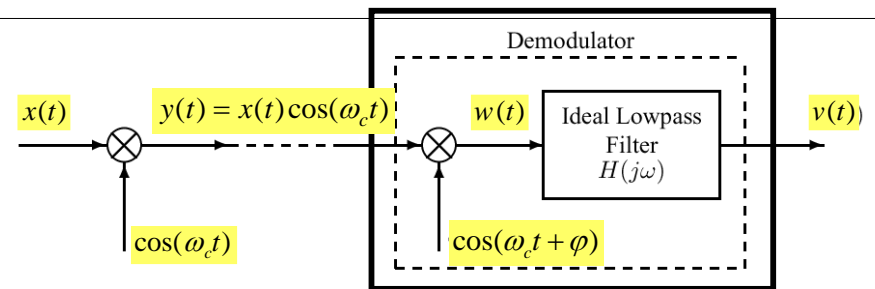 Demodulator
x(t)
y(t) = x(t)cos(ω_c t)
w(t)
Ideal Lowpass
Filter
H(jω)
v(t))
cos(ω_c t)
cos(ω_c t + φ)